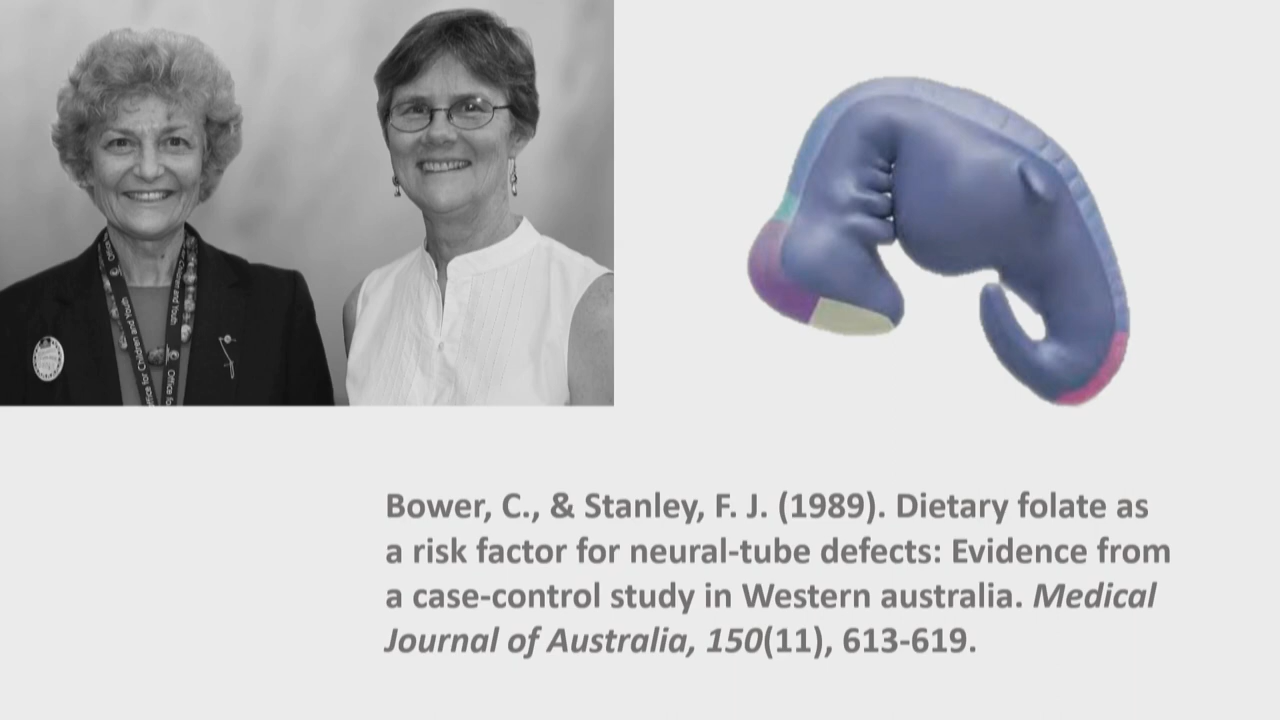 Bower, C., & Stanley, F. J. (1989). Dietary folate as
a risk factor for neural-tube defects: Evidence from
a case-control study in Western australia. Medical
Journal of Australia, 150(11), 613-619.